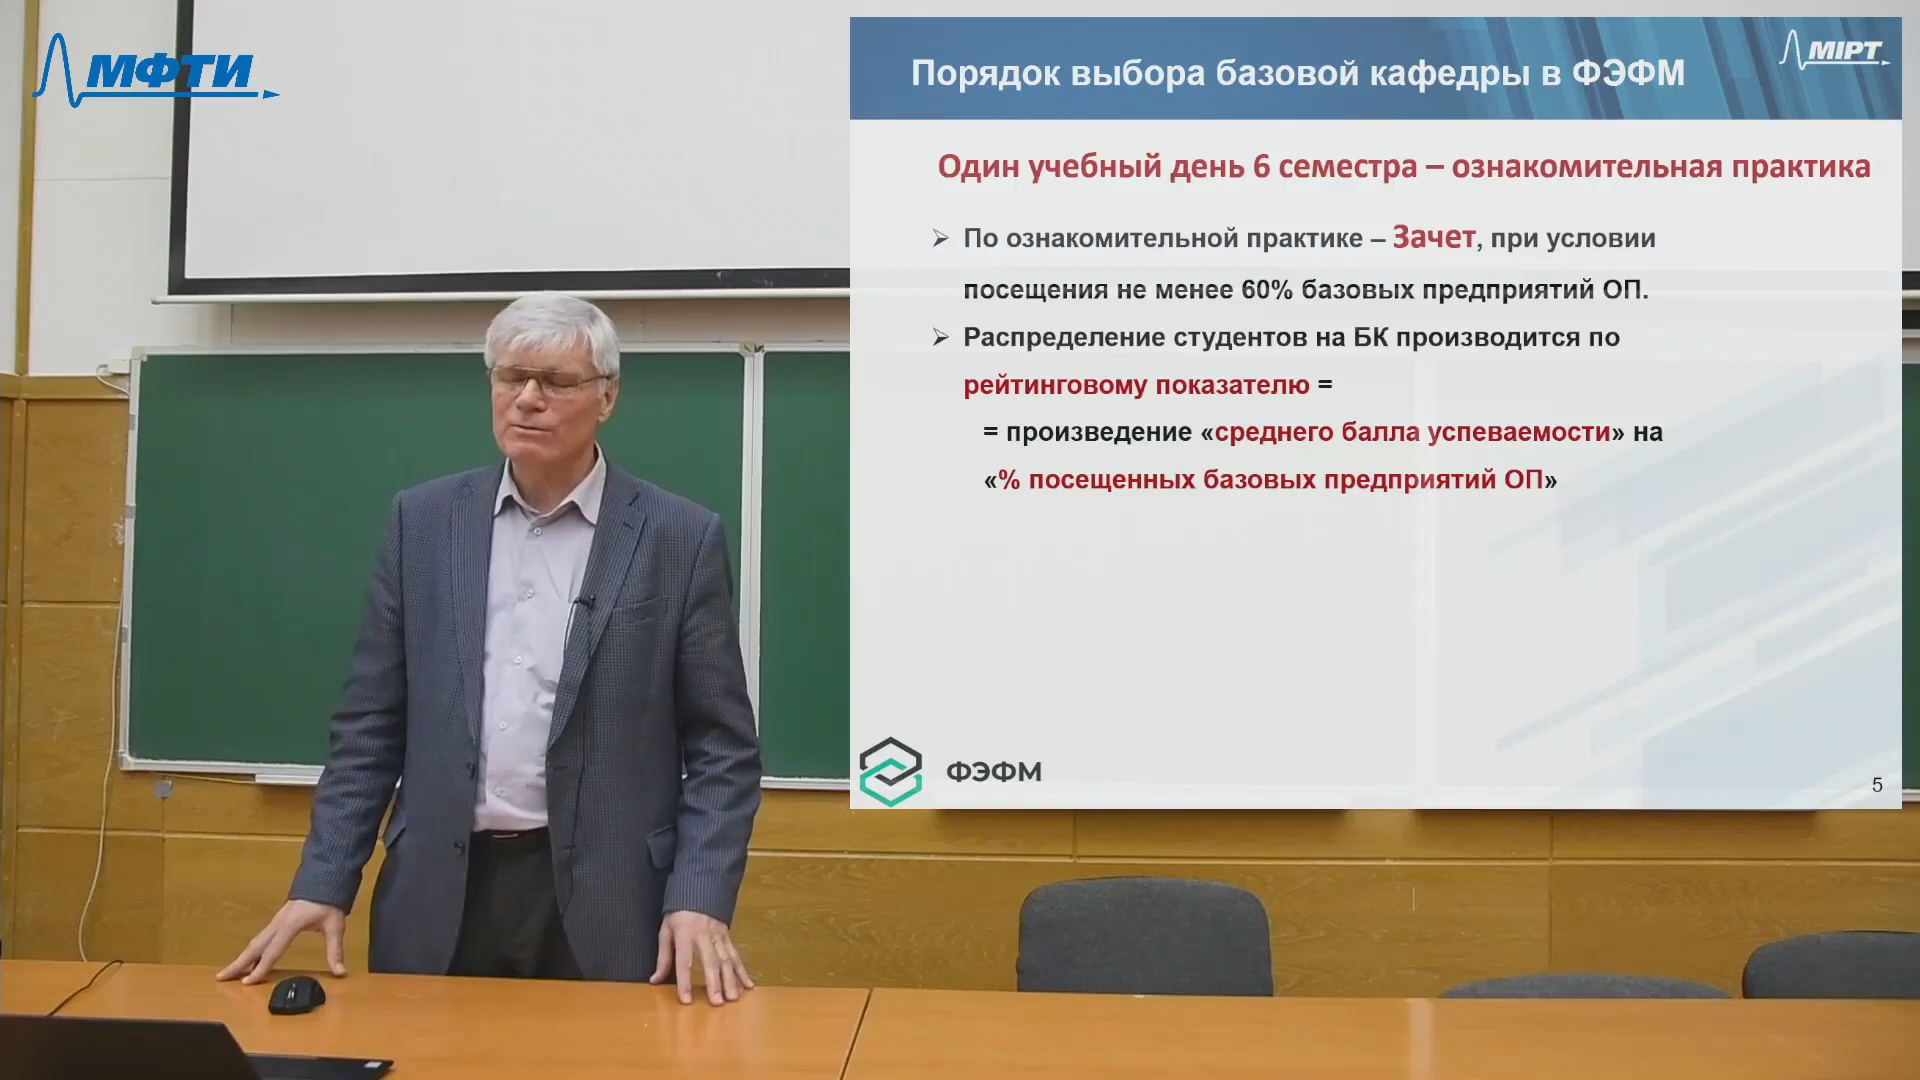 МФТИ
Порядок выбора базовой кафедры в ФЭФМ
MIPT
Один учебный день 6 семестра – ознакомительная практика
➢ По ознакомительной практике – Зачет, при условии
посещения не менее 60% базовых предприятий ОП.
➢ Распределение студентов на БК производится по
рейтинговому показателю =
= произведение «среднего балла успеваемости» на
«% посещенных базовых предприятий ОП»
ФЭФМ
5